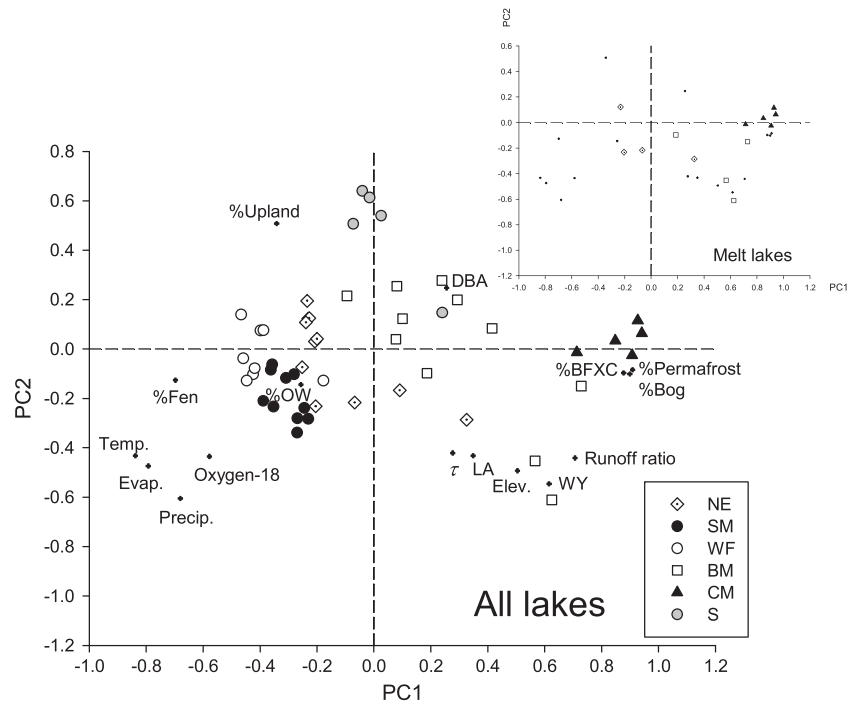 PC2
0.6
0.4
0.2
0.0
-0.2
-0.4
-0.6
-0.8
-1.0
-1.2
-1.0 -0.8 -0.6 -0.4 -0.2 0.0 0.2 0.4 0.6 0.8 1.0 1.2 PC1
Melt lakes
0.8
0.6
0.4
0.2
0.0
-0.2
-0.4
-0.6
-0.8
-1.0
-1.2
PC2
%Upland
DBA
%BFXC %Permafrost
%Bog
%Fen
%OW
Temp.
Evap.
Oxygen-18
Precip.
τ LA
Elev.
WY
Runoff ratio
All lakes
NE
SM
WF
BM
CM
S
-1.0 -0.8 -0.6 -0.4 -0.2 0.0 0.2 0.4 0.6 0.8 1.0 1.2
PC1